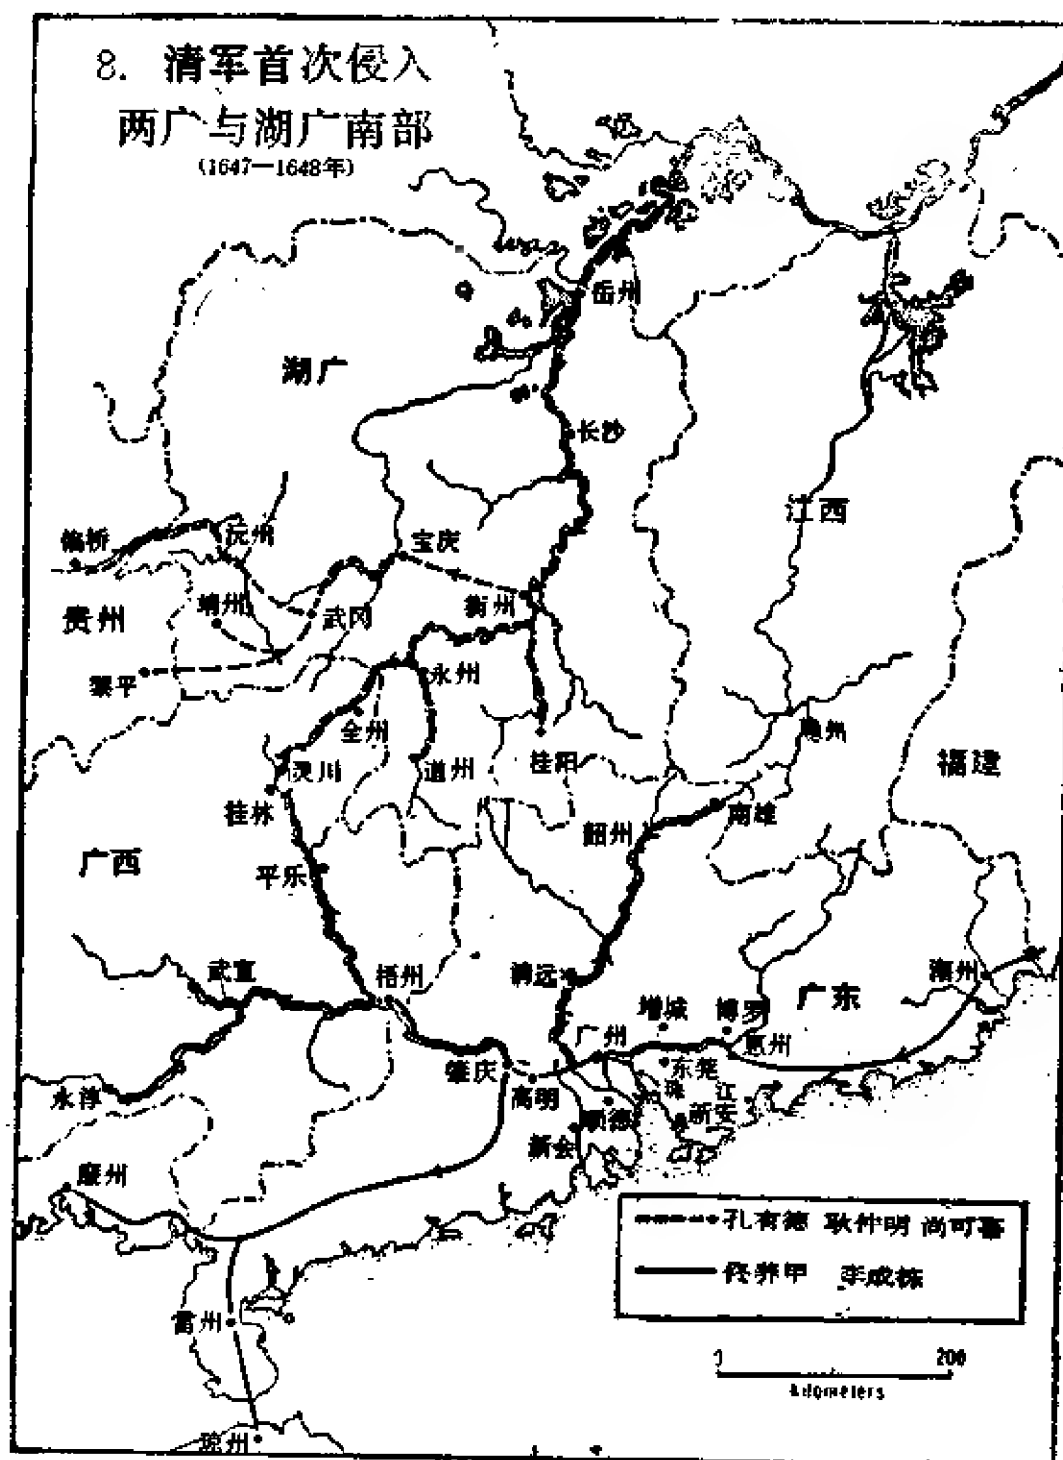 8. 清军首次侵入
两广与湖广南部
(1647—1648年)
岳州
湖广
长沙
江西
偏桥
沅州
宝庆
衡州
贵州
靖州
武冈
黎平
永州
全州
赣州
灵川
道州
桂阳
福建
桂林
韶州
南雄
广西
平乐
武宣
梧州
清远
广东
潮州
增城
博罗
广州
惠州
肇庆
东莞
永淳
高明
珠
江
顺德
新安
新会
廉州
孔有德 耿仲明 尚可喜
佟养甲 李成栋
雷州
0 200
kilometers
琼州